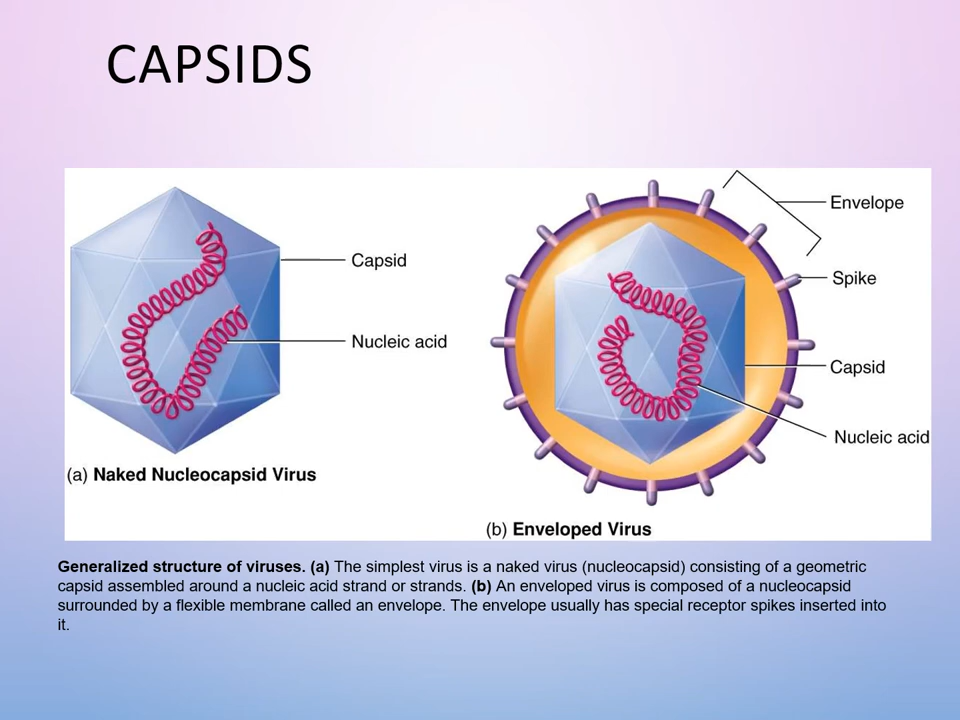 CAPSIDS
Capsid
Nucleic acid
(a) Naked Nucleocapsid Virus
Envelope
Spike
Capsid
Nucleic acid
(b) Enveloped Virus
Generalized structure of viruses. (a) The simplest virus is a naked virus (nucleocapsid) consisting of a geometric
capsid assembled around a nucleic acid strand or strands. (b) An enveloped virus is composed of a nucleocapsid
surrounded by a flexible membrane called an envelope. The envelope usually has special receptor spikes inserted into
it.